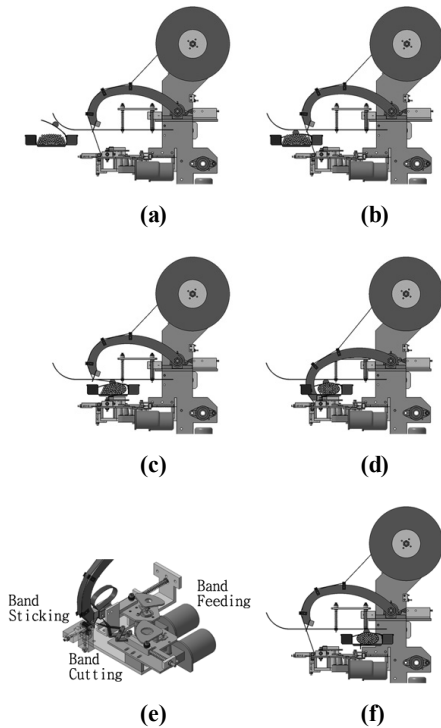 (a)
(b)
(c)
(d)
Band
Sticking
Band
Cutting
Band
Feeding
(e)
(f)